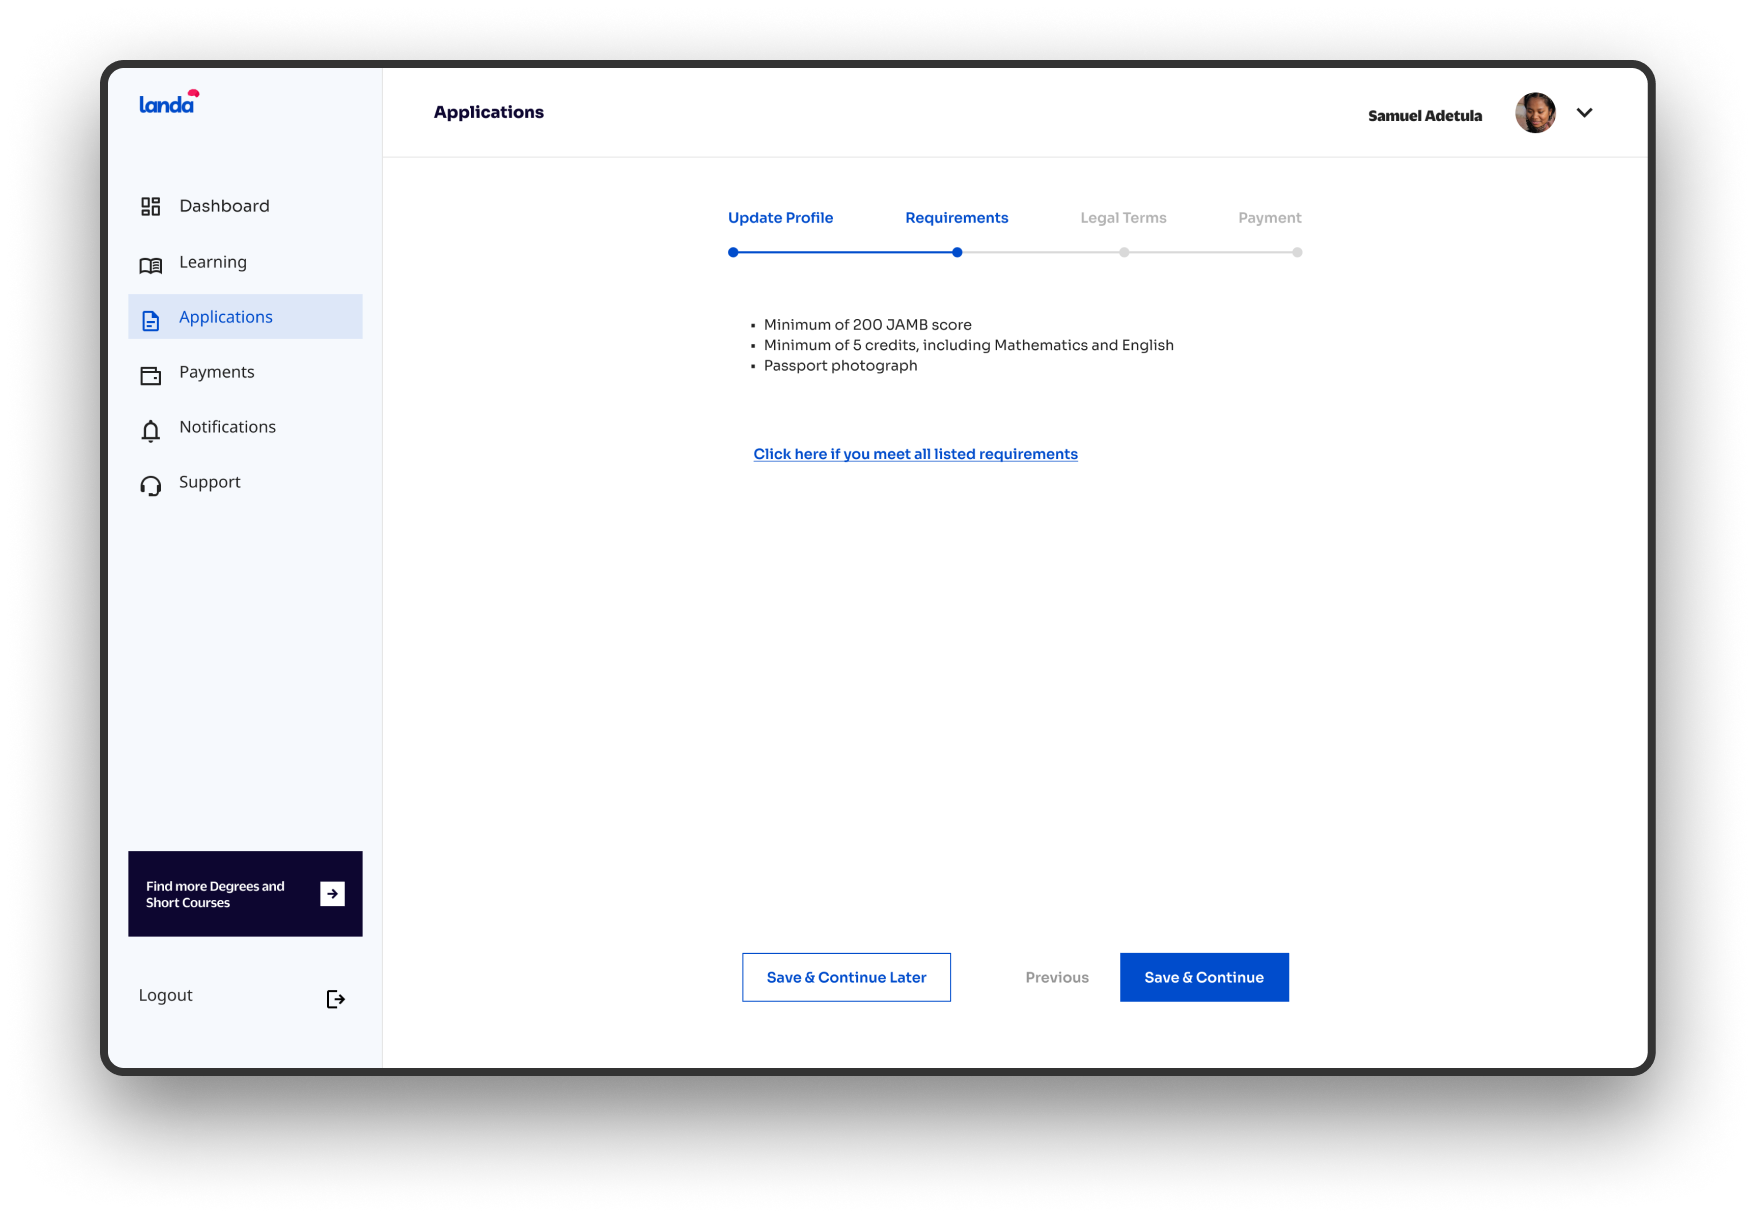 landa
Applications
Samuel Adetula
Dashboard
Learning
Applications
Payments
Notifications
Support
Update Profile
Requirements
Legal Terms
Payment
▪ Minimum of 200 JAMB score
▪ Minimum of 5 credits, including Mathematics and English
▪ Passport photograph
Click here if you meet all listed requirements
Find more Degrees and
Short Courses
Logout
Save & Continue Later
Previous
Save & Continue